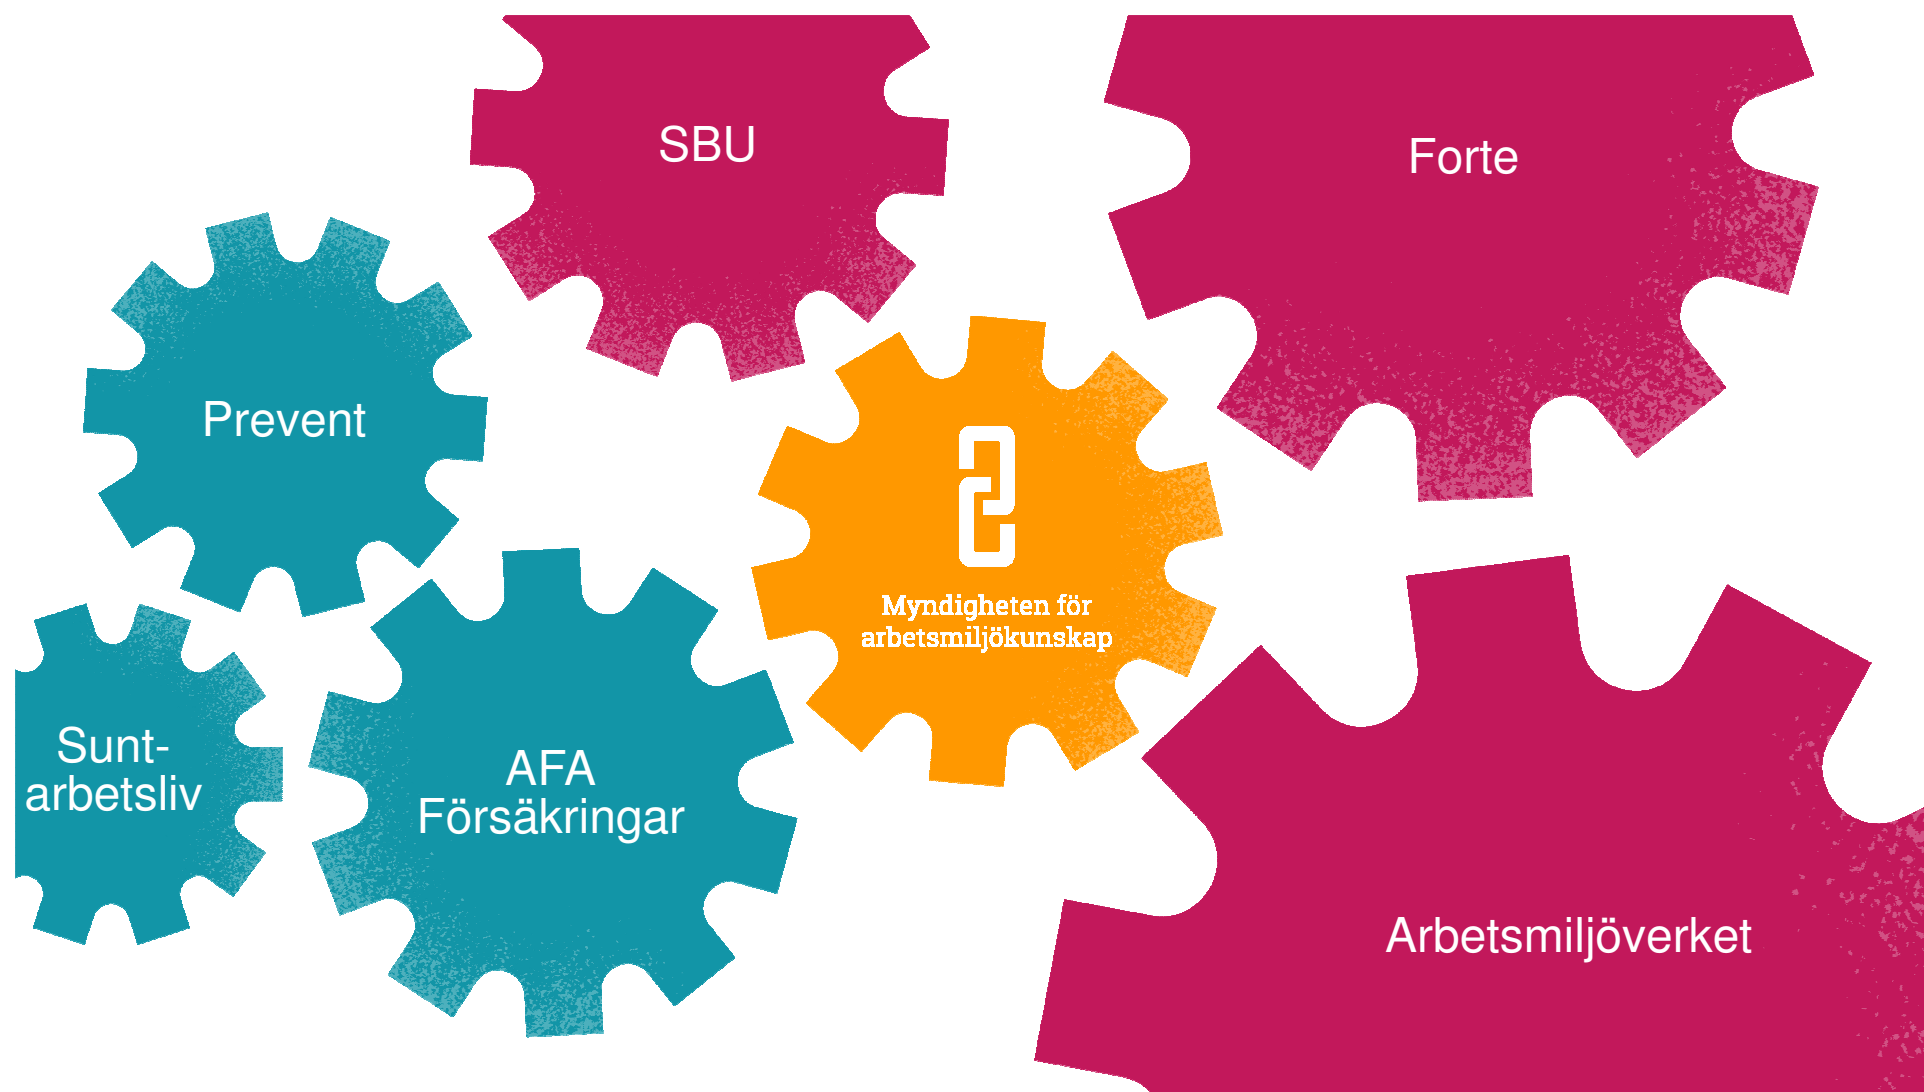 SBU
Forte
Prevent
Myndigheten för
arbetsmiljökunskap
Sunt-
arbetsliv
AFA
Försäkringar
Arbetsmiljöverket